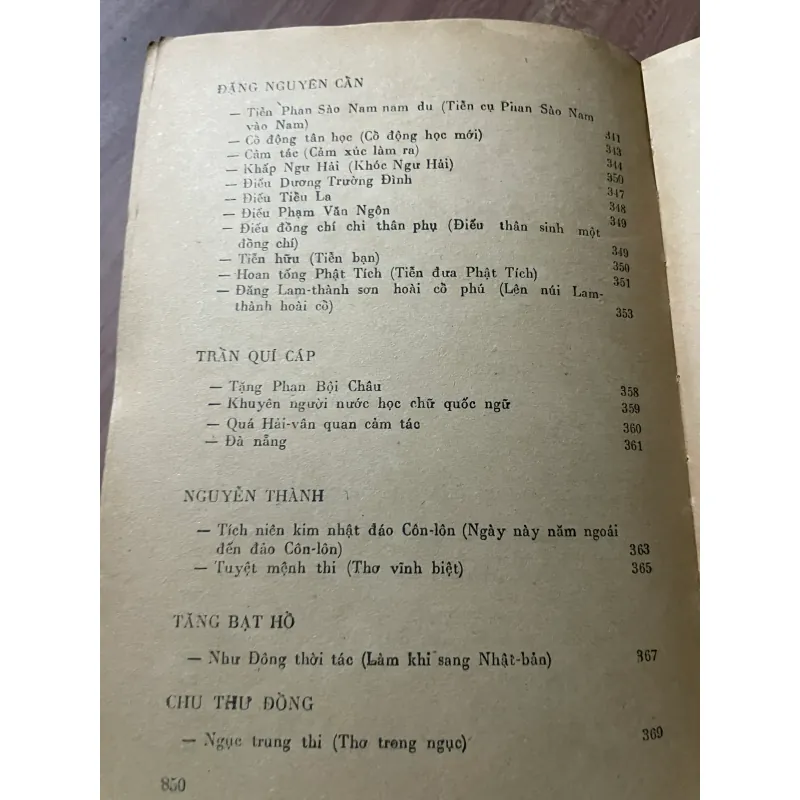 ĐẶNG NGUYÊN CẦN
— Tiễn Phan Sào Nam nam du (Tiễn cụ Phan Sào Nam
vào Nam) 341
— Cổ động tân học (Cổ động học mới) 343
— Cảm tác (Cảm xúc làm ra) 344
— Khấp Ngư Hải (Khóc Ngư Hải) 350
— Điếu Dương Trường Đình 347
— Điếu Tiểu La 348
— Điếu Phạm Văn Ngôn 349
— Điếu đồng chí chi thân phụ (Điếu thân sinh một
đồng chí) 349
— Tiễn hữu (Tiễn bạn) 350
— Hoan tống Phật Tích (Tiễn đưa Phật Tích) 351
— Đăng Lam-thành sơn hoài cổ phú (Lên núi Lam-
thành hoài cổ) 353
TRẦN QUÍ CÁP
— Tặng Phan Bội Châu 358
— Khuyên người nước học chữ quốc ngữ 359
— Quá Hải-vân quan cảm tác 360
— Đà nẵng 361
NGUYỄN THÀNH
— Tích niên kim nhật đáo Côn-lôn (Ngày này năm ngoái
đến đảo Côn-lôn) 363
— Tuyệt mệnh thi (Thơ vĩnh biệt) 365
TĂNG BẠT HỒ
— Như Đông thời tác (Làm khi sang Nhật-bản) 367
CHU THƯ ĐỒNG
— Ngục trung thi (Thơ trong ngục) 369
850